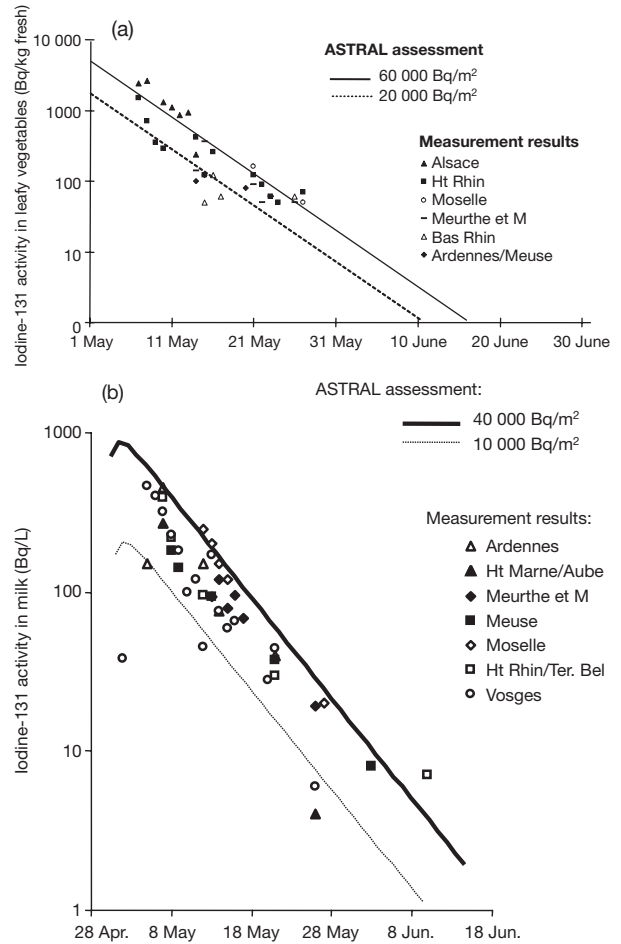 (a)
Iodine-131 activity in leafy vegetables (Bq/kg fresh)
10 000
1000
100
10
0
1 May
11 May
21 May
31 May
10 June
20 June
30 June
ASTRAL assessment
60 000 Bq/m²
20 000 Bq/m²
Measurement results
Alsace
Ht Rhin
Moselle
Meurthe et M
Bas Rhin
Ardennes/Meuse
(b)
Iodine-131 activity in milk (Bq/L)
1000
100
10
1
28 Apr.
8 May
18 May
28 May
8 Jun.
18 Jun.
ASTRAL assessment:
40 000 Bq/m²
10 000 Bq/m²
Measurement results:
Ardennes
Ht Marne/Aube
Meurthe et M
Meuse
Moselle
Ht Rhin/Ter. Bel
Vosges